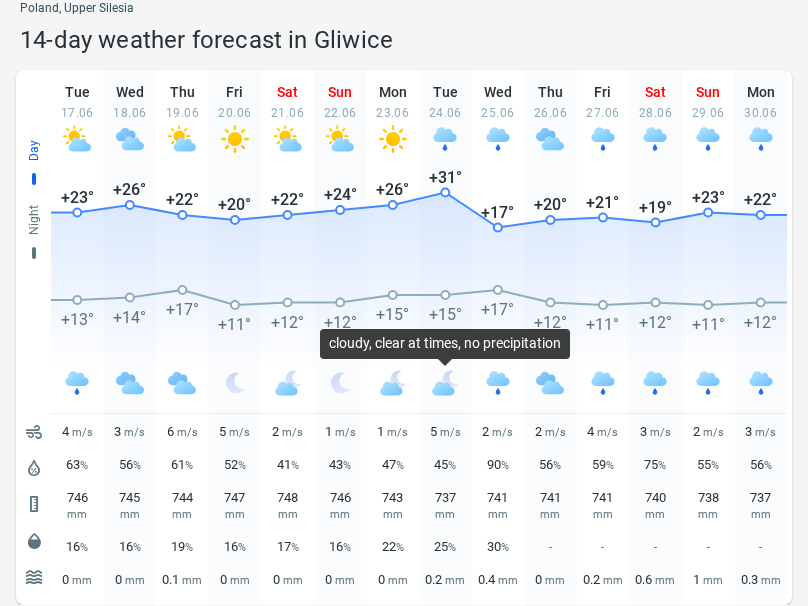 Poland, Upper Silesia
14-day weather forecast in Gliwice
Tue Wed Thu Fri Sat Sun Mon Tue Wed Thu Fri Sat Sun Mon
17.06 18.06 19.06 20.06 21.06 22.06 23.06 24.06 25.06 26.06 27.06 28.06 29.06 30.06
Day
Night
+23° +26° +22° +20° +22° +24° +26° +31° +17° +20° +21° +19° +23° +22°
+13° +14° +17° +11° +12° +12° +15° +15° +17° +12° +11° +12° +11° +12°
cloudy, clear at times, no precipitation
4 m/s 3 m/s 6 m/s 5 m/s 2 m/s 1 m/s 1 m/s 5 m/s 2 m/s 2 m/s 4 m/s 3 m/s 2 m/s 3 m/s
63% 56% 61% 52% 41% 43% 47% 45% 90% 56% 59% 75% 55% 56%
746 745 744 747 748 746 743 737 741 741 741 740 738 737
mm mm mm mm mm mm mm mm mm mm mm mm mm mm
16% 16% 19% 16% 17% 16% 22% 25% 30% - - - - -
0 mm 0 mm 0.1 mm 0 mm 0 mm 0 mm 0 mm 0.2 mm 0.4 mm 0 mm 0.2 mm 0.6 mm 1 mm 0.3 mm